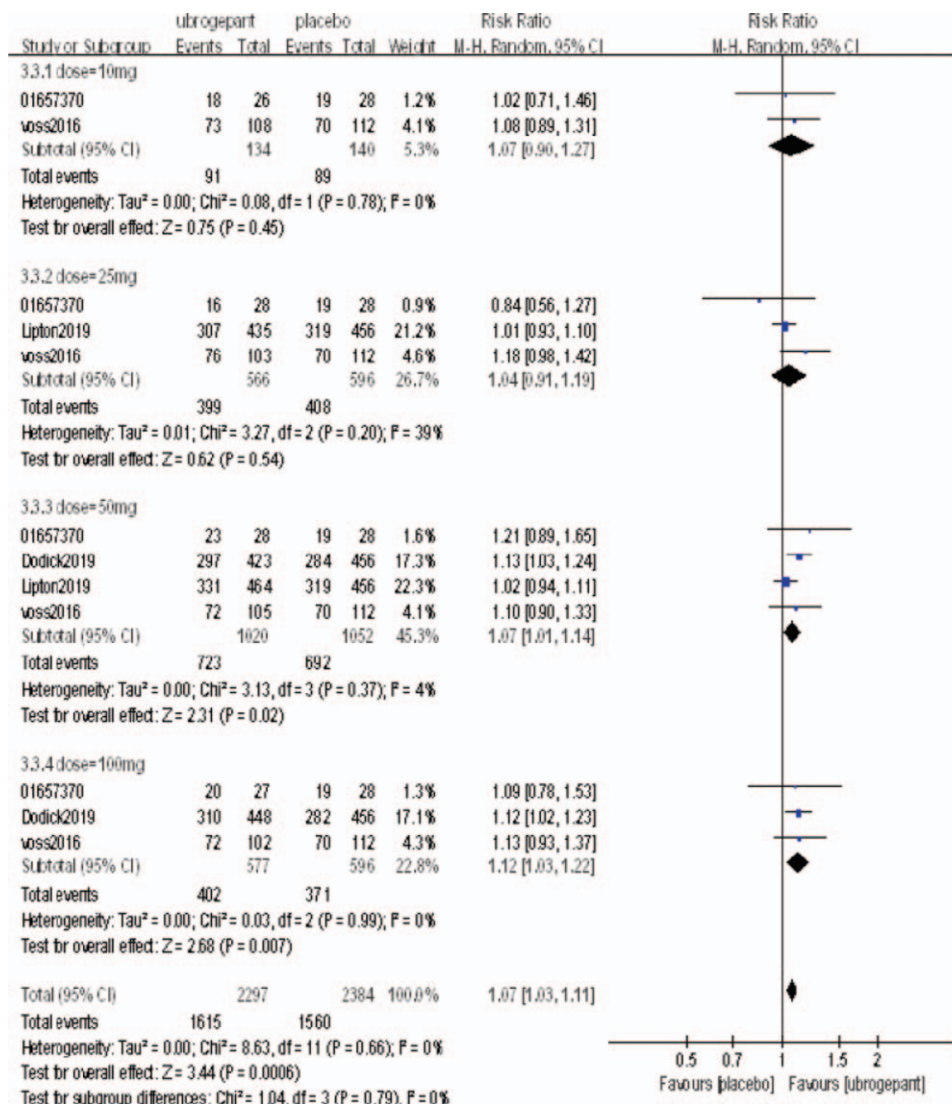 ubrogepant placebo Risk Ratio Risk Ratio
Study or Subgroup Events Total Events Total Weight M-H, Random, 95% CI M-H, Random, 95% CI
3.3.1 dose=10mg
01657370 18 26 19 28 1.2% 1.02 [0.71, 1.46]
voss2016 73 108 70 112 4.1% 1.08 [0.89, 1.31]
Subtotal (95% CI) 134 140 5.3% 1.07 [0.90, 1.27]
Total events 91 89
Heterogeneity: Tau² = 0.00; Chi² = 0.08, df = 1 (P = 0.78); I² = 0%
Test for overall effect: Z = 0.75 (P = 0.45)
3.3.2 dose=25mg
01657370 16 28 19 28 0.9% 0.84 [0.56, 1.27]
Lipton2019 307 435 319 456 21.2% 1.01 [0.93, 1.10]
voss2016 76 103 70 112 4.6% 1.18 [0.98, 1.42]
Subtotal (95% CI) 566 596 26.7% 1.04 [0.91, 1.19]
Total events 399 408
Heterogeneity: Tau² = 0.01; Chi² = 3.27, df = 2 (P = 0.20); I² = 39%
Test for overall effect: Z = 0.62 (P = 0.54)
3.3.3 dose=50mg
01657370 23 28 19 28 1.6% 1.21 [0.89, 1.65]
Dodick2019 297 423 284 456 17.3% 1.13 [1.03, 1.24]
Lipton2019 331 464 319 456 22.3% 1.02 [0.94, 1.11]
voss2016 72 105 70 112 4.1% 1.10 [0.90, 1.33]
Subtotal (95% CI) 1020 1052 45.3% 1.07 [1.01, 1.14]
Total events 723 692
Heterogeneity: Tau² = 0.00; Chi² = 3.13, df = 3 (P = 0.37); I² = 4%
Test for overall effect: Z = 2.31 (P = 0.02)
3.3.4 dose=100mg
01657370 20 27 19 28 1.3% 1.09 [0.78, 1.53]
Dodick2019 310 448 282 456 17.1% 1.12 [1.02, 1.23]
voss2016 72 102 70 112 4.3% 1.13 [0.93, 1.37]
Subtotal (95% CI) 577 596 22.8% 1.12 [1.03, 1.22]
Total events 402 371
Heterogeneity: Tau² = 0.00; Chi² = 0.03, df = 2 (P = 0.99); I² = 0%
Test for overall effect: Z = 2.68 (P = 0.007)
Total (95% CI) 2297 2384 100.0% 1.07 [1.03, 1.11]
Total events 1615 1560
Heterogeneity: Tau² = 0.00; Chi² = 8.63, df = 11 (P = 0.66); I² = 0%
Test for overall effect: Z = 3.44 (P = 0.0006)
Test for subgroup differences: Chi² = 1.04, df = 3 (P = 0.79), I² = 0%
0.5 0.7 1 1.5 2
Favours [placebo] Favours [ubrogepant]